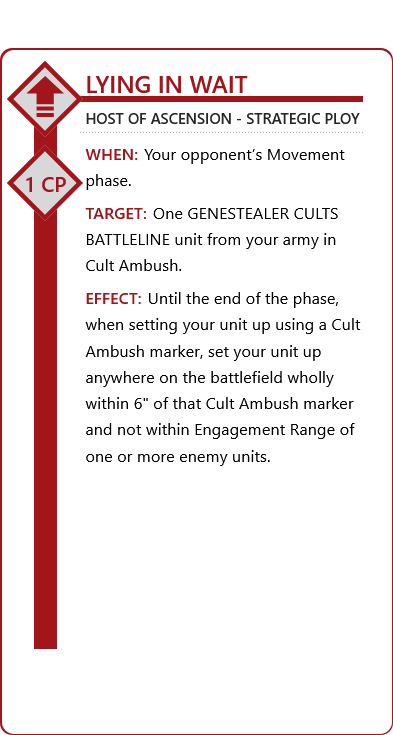 LYING IN WAIT
HOST OF ASCENSION - STRATEGIC PLOY
1 CP
WHEN: Your opponent’s Movement
phase.
TARGET: One GENESTEALER CULTS
BATTLELINE unit from your army in
Cult Ambush.
EFFECT: Until the end of the phase,
when setting your unit up using a Cult
Ambush marker, set your unit up
anywhere on the battlefield wholly
within 6" of that Cult Ambush marker
and not within Engagement Range of
one or more enemy units.